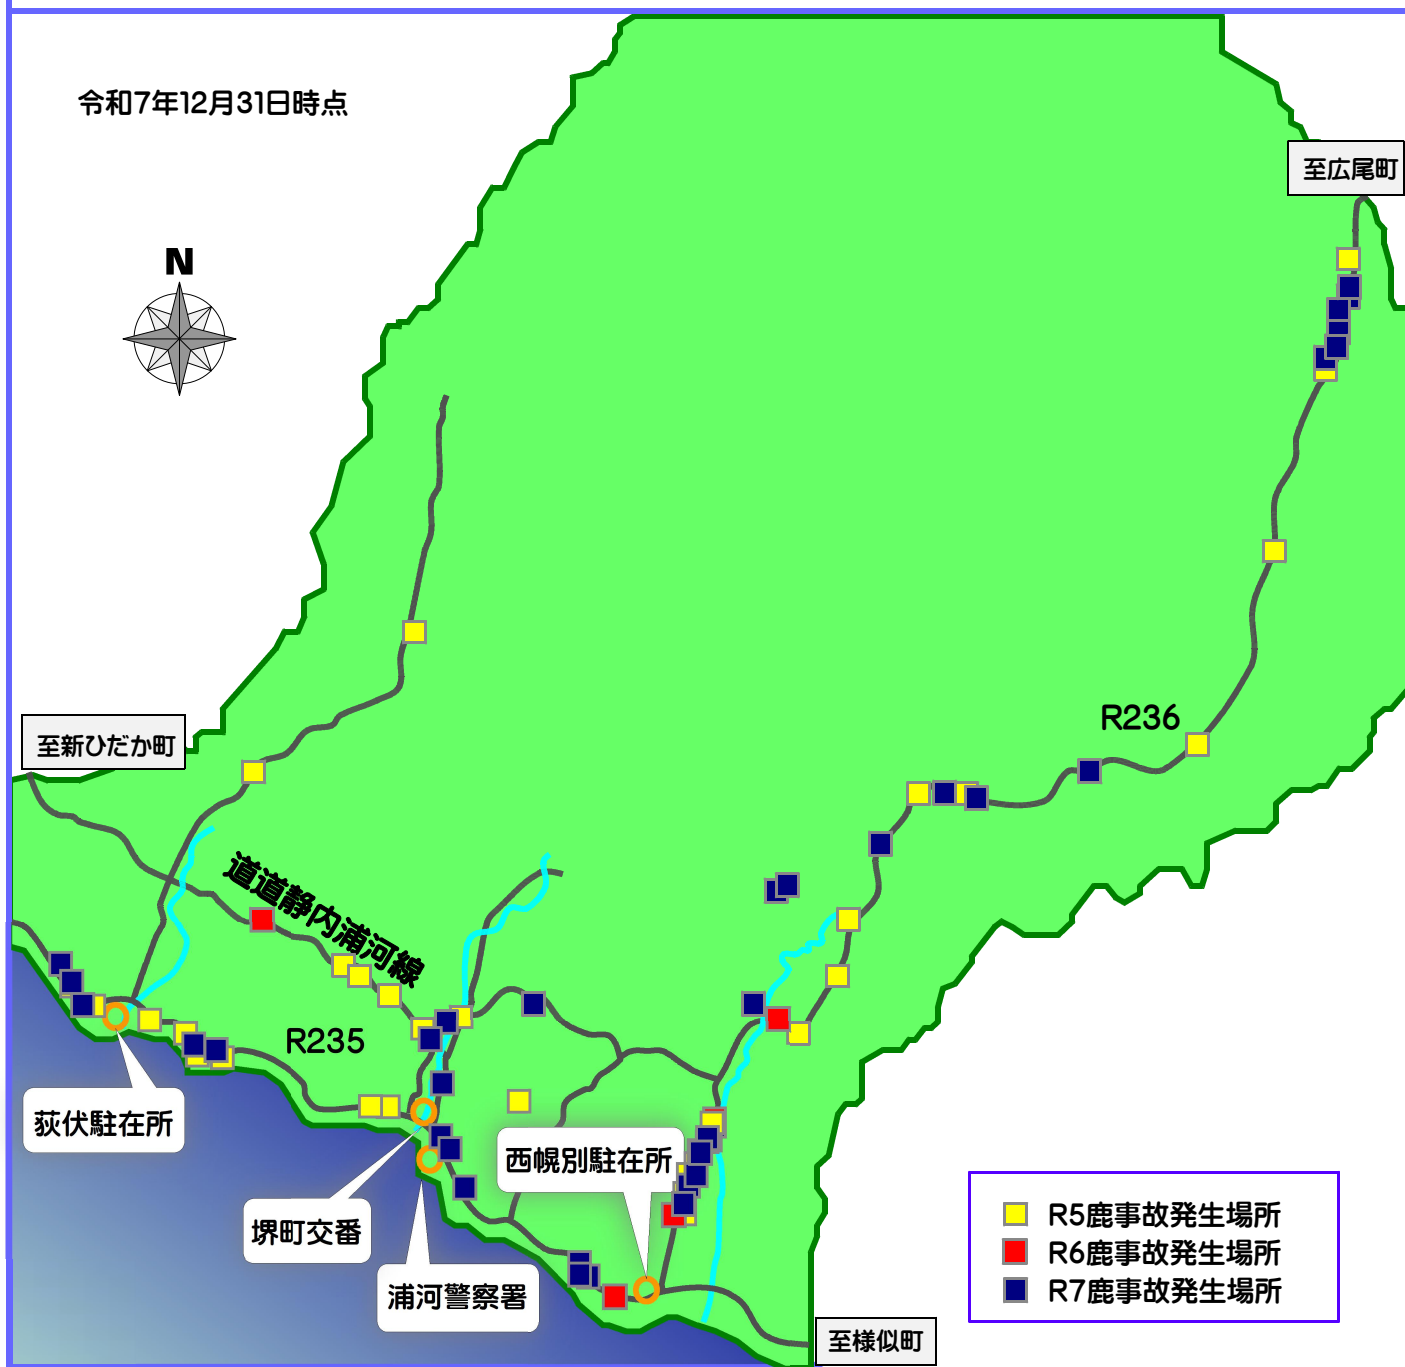 令和7年12月31日時点
至広尾町
N
R236
至新ひだか町
道道静内浦河線
R235
荻伏駐在所
西幌別駐在所
堺町交番
浦河警察署
R5鹿事故発生場所
R6鹿事故発生場所
R7鹿事故発生場所
至様似町